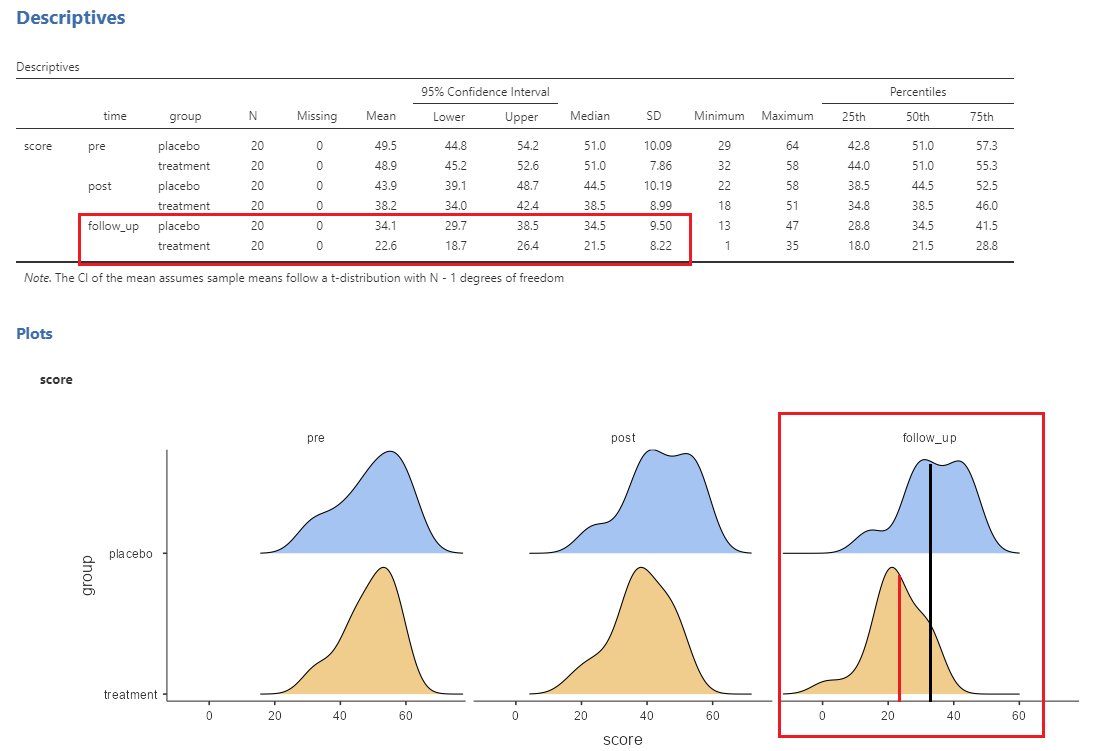 Descriptives
Descriptives
95% Confidence Interval Percentiles
time group N Missing Mean Lower Upper Median SD Minimum Maximum 25th 50th 75th
score pre placebo 20 0 49.5 44.8 54.2 51.0 10.09 29 64 42.8 51.0 57.3
treatment 20 0 48.9 45.2 52.6 51.0 7.86 32 58 44.0 51.0 55.3
post placebo 20 0 43.9 39.1 48.7 44.5 10.19 22 58 38.5 44.5 52.5
treatment 20 0 38.2 34.0 42.4 38.5 8.99 18 51 34.8 38.5 46.0
follow_up placebo 20 0 34.1 29.7 38.5 34.5 9.50 13 47 28.8 34.5 41.5
treatment 20 0 22.6 18.7 26.4 21.5 8.22 1 35 18.0 21.5 28.8
Note. The CI of the mean assumes sample means follow a t-distribution with N - 1 degrees of freedom
Plots
score
pre post follow_up
placebo
group
treatment
0 20 40 60 0 20 40 60 0 20 40 60
score